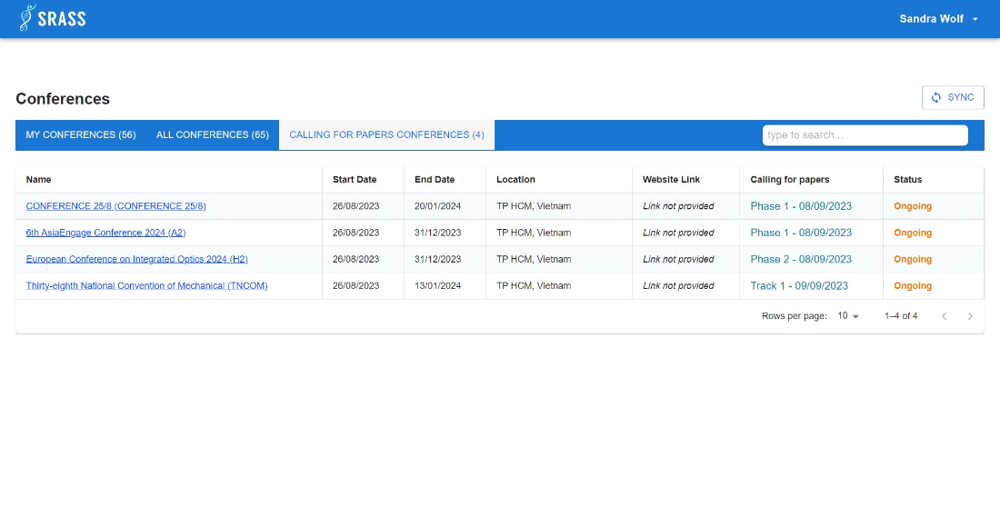 SRASS
Sandra Wolf
Conferences
SYNC
MY CONFERENCES (56) ALL CONFERENCES (65) CALLING FOR PAPERS CONFERENCES (4) type to search...
Name Start Date End Date Location Website Link Calling for papers Status
CONFERENCE 25/8 (CONFERENCE 25/8) 26/08/2023 20/01/2024 TP HCM, Vietnam Link not provided Phase 1 - 08/09/2023 Ongoing
6th AsiaEngage Conference 2024 (A2) 26/08/2023 31/12/2023 TP HCM, Vietnam Link not provided Phase 1 - 08/09/2023 Ongoing
European Conference on Integrated Optics 2024 (H2) 26/08/2023 31/12/2023 TP HCM, Vietnam Link not provided Phase 2 - 08/09/2023 Ongoing
Thirty-eighth National Convention of Mechanical (TNCOM) 26/08/2023 13/01/2024 TP HCM, Vietnam Link not provided Track 1 - 09/09/2023 Ongoing
Rows per page: 10 1–4 of 4